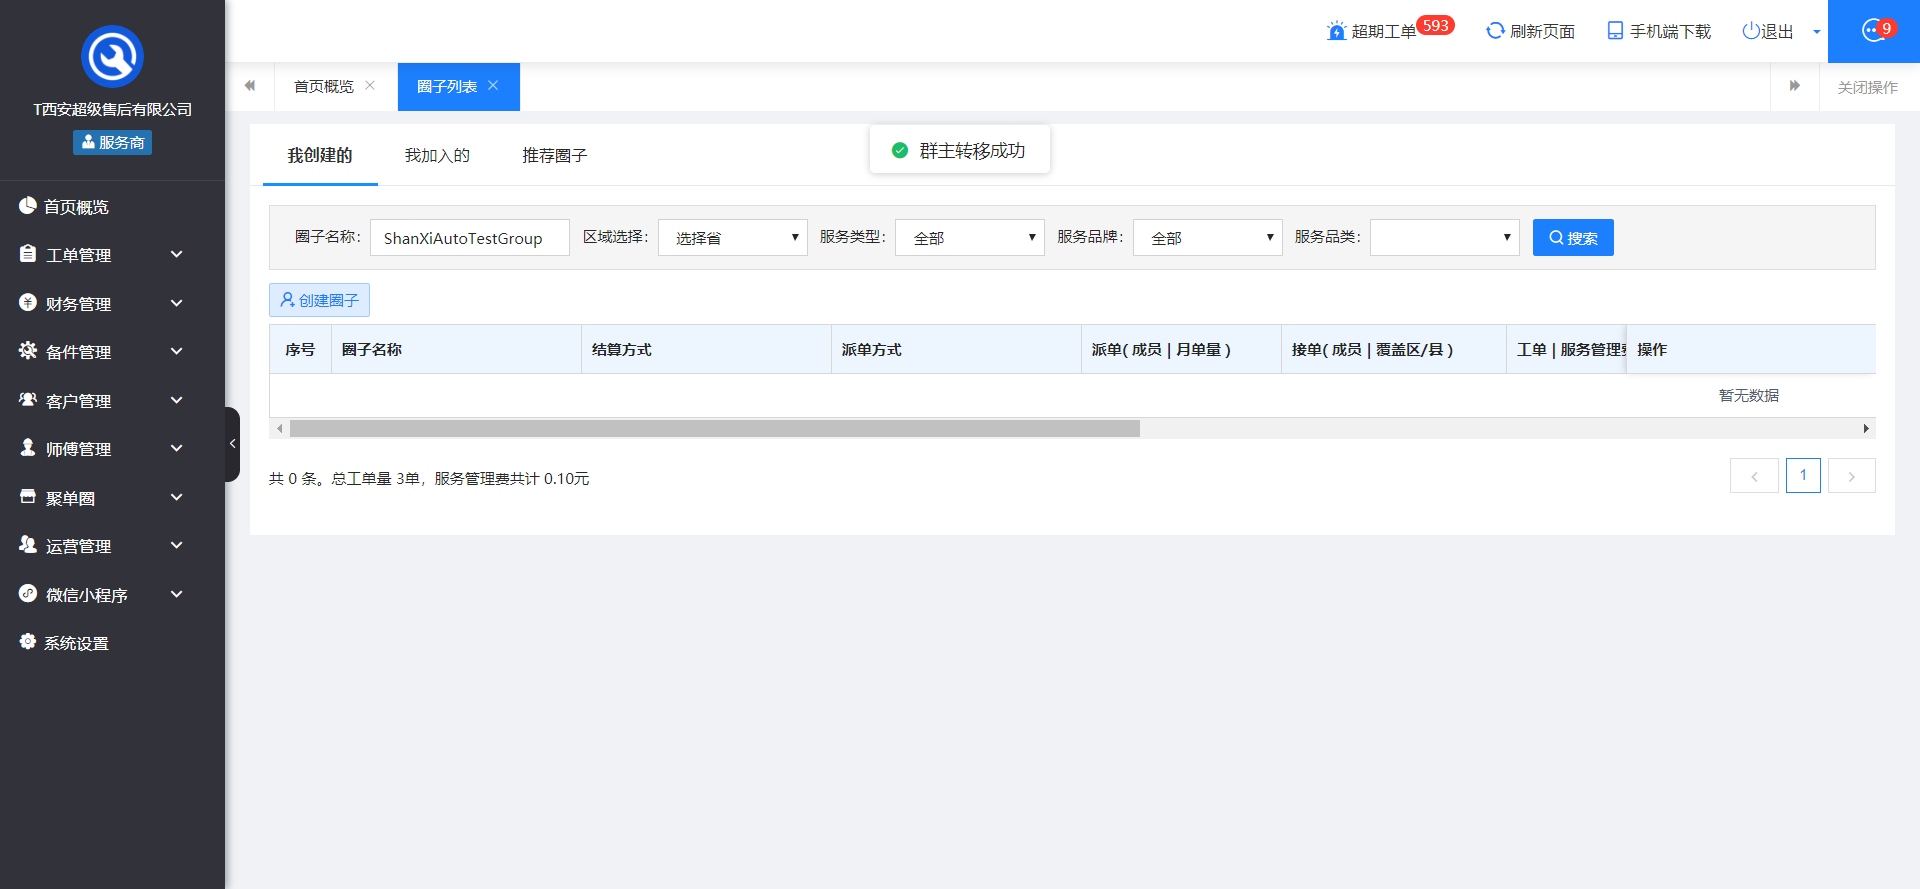 超期工单 593 刷新页面 手机端下载 退出 9
T西安超级售后有限公司
服务商
首页概览
工单管理
财务管理
备件管理
客户管理
师傅管理
聚单圈
运营管理
微信小程序
系统设置
首页概览 圈子列表 关闭操作
我创建的 我加入的 推荐圈子
群主转移成功
圈子名称： ShanXiAutoTestGroup 区域选择： 选择省 服务类型： 全部 服务品牌： 全部 服务品类： 搜索
创建圈子
序号 圈子名称 结算方式 派单方式 派单( 成员 | 月单量 ) 接单( 成员 | 覆盖区/县 ) 工单 | 服务管理 操作
暂无数据
共 0 条。总工单量 3单，服务管理费共计 0.10元
1